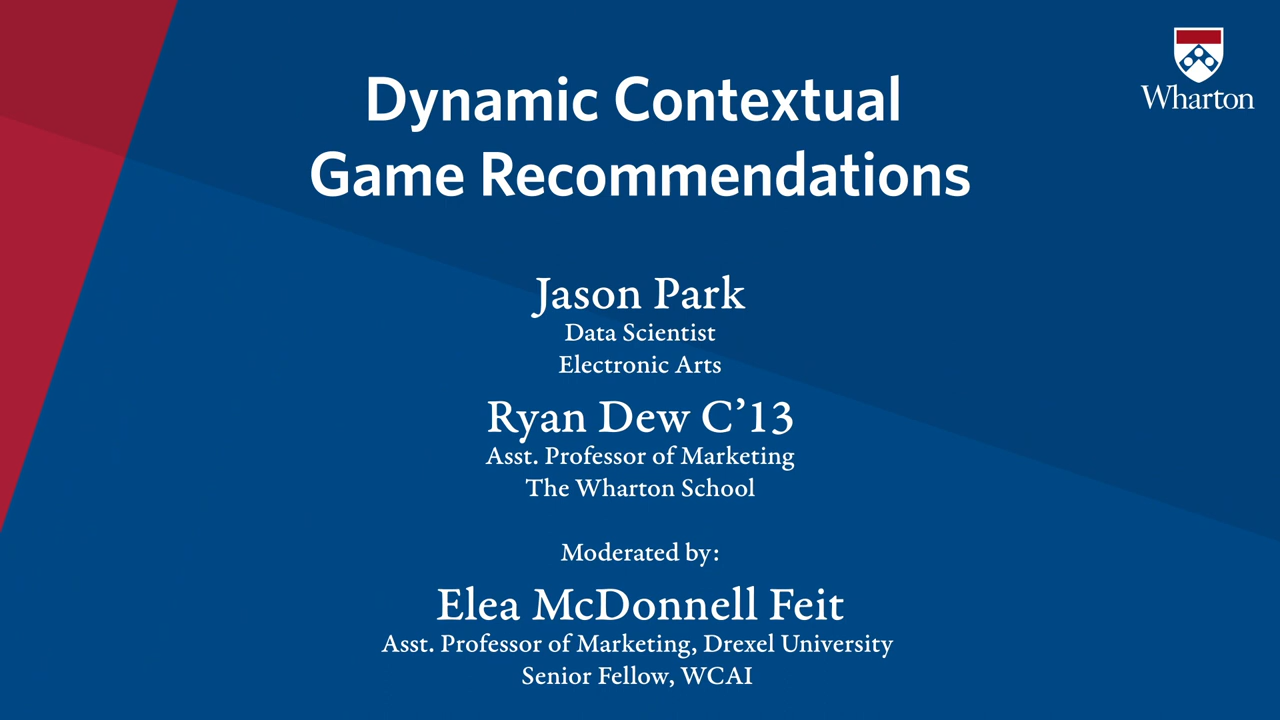 Wharton
Dynamic Contextual
Game Recommendations
Jason Park
Data Scientist
Electronic Arts
Ryan Dew C’13
Asst. Professor of Marketing
The Wharton School
Moderated by:
Elea McDonnell Feit
Asst. Professor of Marketing, Drexel University
Senior Fellow, WCAI